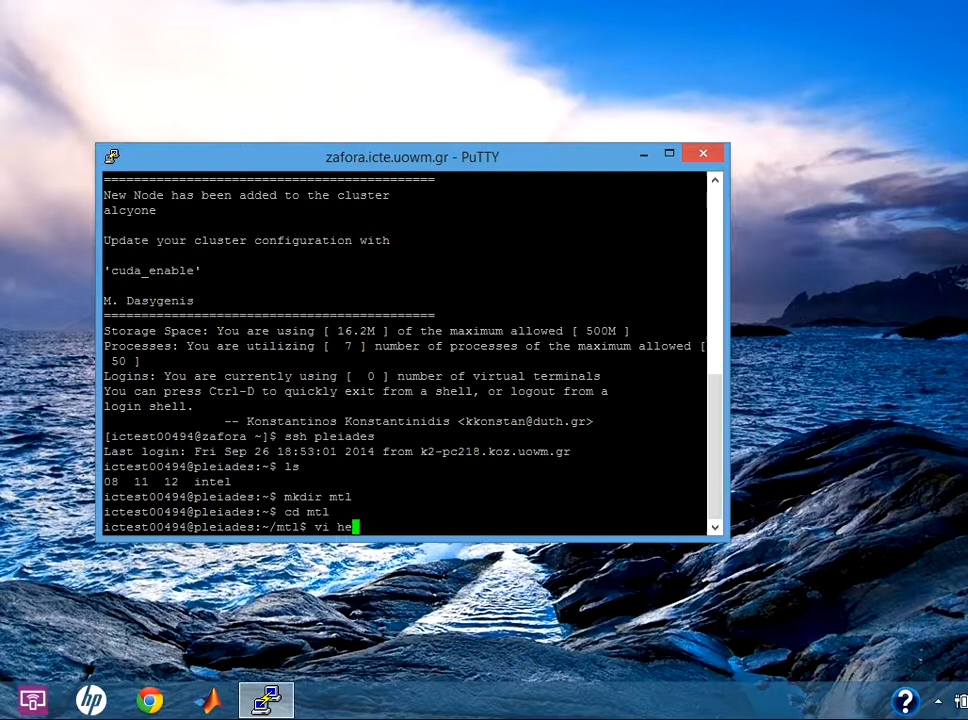 zafora.icte.uowm.gr - PuTTY
===========================================
New Node has been added to the cluster
alcyone
Update your cluster configuration with
'cuda_enable'
M. Dasygenis
===========================================
Storage Space: You are using [ 16.2M ] of the maximum allowed [ 500M ]
Processes: You are utilizing [  7 ] number of processes of the maximum allowed [
 50 ]
Logins: You are currently using [  0 ] number of virtual terminals
You can press Ctrl-D to quickly exit from a shell, or logout from a
login shell.
-- Konstantinos Konstantinidis <kkonstan@duth.gr>
[ictest00494@zafora ~]$ ssh pleiades
Last login: Fri Sep 26 18:53:01 2014 from k2-pc218.koz.uowm.gr
ictest00494@pleiades:~$ ls
08  11  12  intel
ictest00494@pleiades:~$ mkdir mtl
ictest00494@pleiades:~$ cd mtl
ictest00494@pleiades:~/mtl$ vi he
hp
?